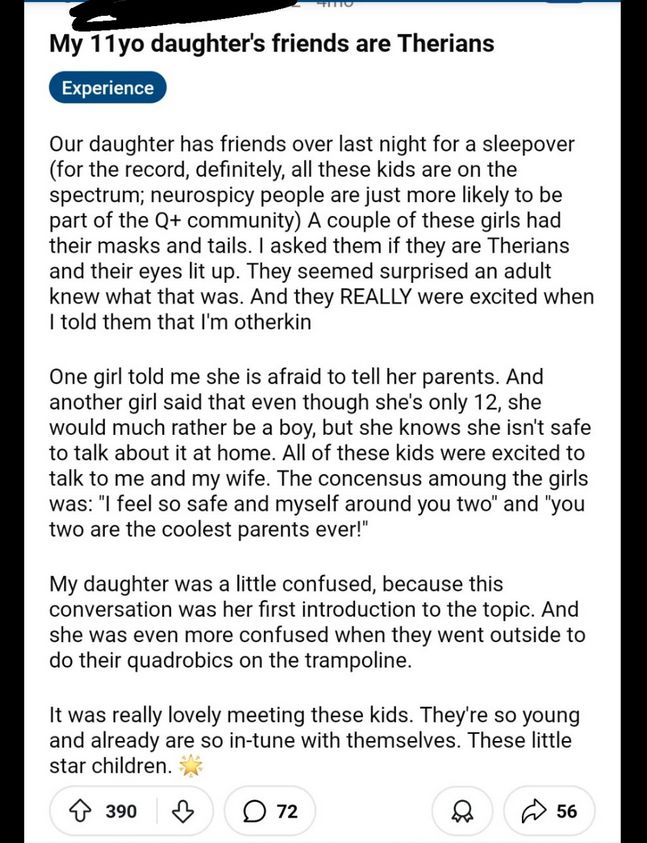 My 11yo daughter's friends are Therians
Experience
Our daughter has friends over last night for a sleepover
(for the record, definitely, all these kids are on the
spectrum; neurospicy people are just more likely to be
part of the Q+ community) A couple of these girls had
their masks and tails. I asked them if they are Therians
and their eyes lit up. They seemed surprised an adult
knew what that was. And they REALLY were excited when
I told them that I'm otherkin
One girl told me she is afraid to tell her parents. And
another girl said that even though she's only 12, she
would much rather be a boy, but she knows she isn't safe
to talk about it at home. All of these kids were excited to
talk to me and my wife. The concensus amoung the girls
was: "I feel so safe and myself around you two" and "you
two are the coolest parents ever!"
My daughter was a little confused, because this
conversation was her first introduction to the topic. And
she was even more confused when they went outside to
do their quadrobics on the trampoline.
It was really lovely meeting these kids. They're so young
and already are so in-tune with themselves. These little
star children. 🌟
390 72 56